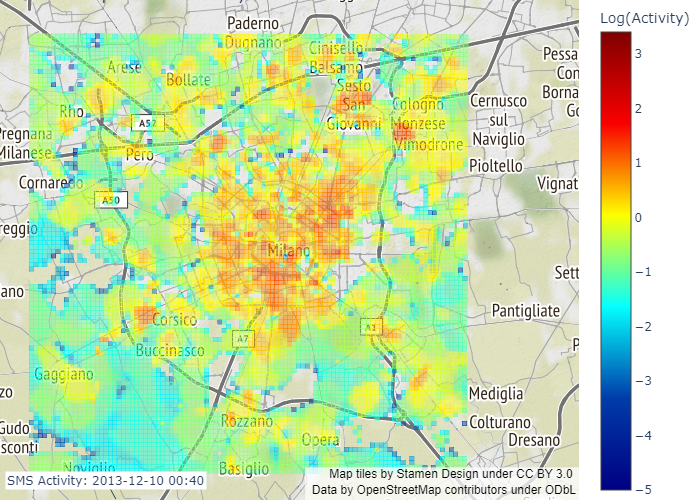 Paderno
Dugnano
Cinisello
Balsamo
Arese
Bollate
Sesto
San
Giovanni
Pessa
Con
Borna
Go
Rho
A52
Cologno
Monzese
Vimodrone
Cernusco
sul
Naviglio
Pregnana
Milanese
Pero
Pioltello
Cornaredo
A50
Vignat
reggio
Milano
Sett
ano
Corsico
Pantigliate
A7
A1
Buccinasco
P
Gaggiano
zo
Mediglia
Rozzano
Colturano
Gudo
sconti
Opera
Dresano
Noviglio
Basiglio
SMS Activity: 2013-12-10 00:40
Map tiles by Stamen Design under CC BY 3.0
Data by OpenStreetMap contributors under ODbL
Log(Activity)
3
2
1
0
−1
−2
−3
−4
−5